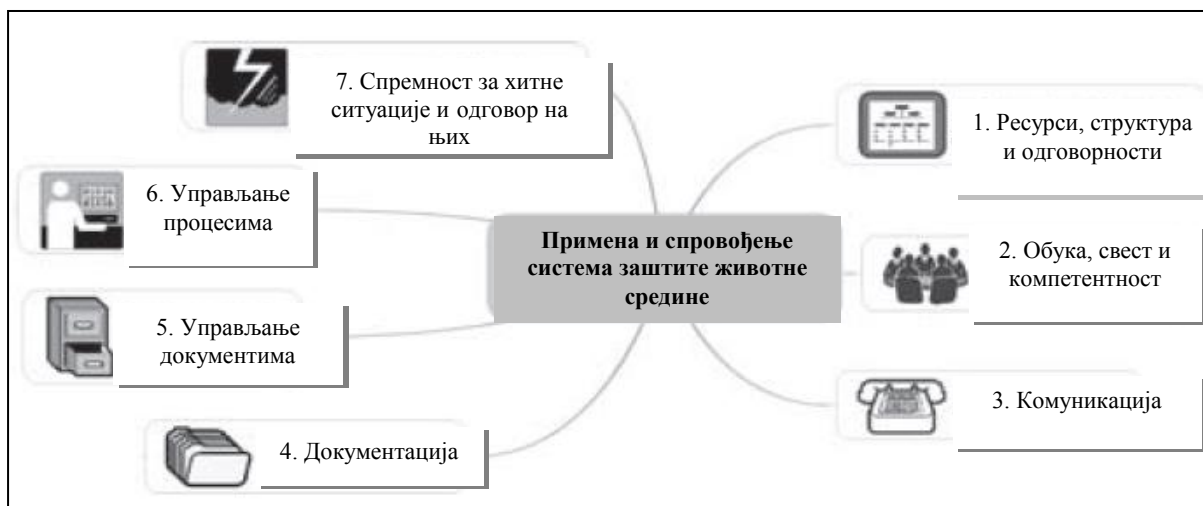 7. Спремност за хитне
ситуације и одговор на
њих
1. Ресурси, структура
и одговорности
6. Управљање
процесима
Примена и спровођење
система заштите животне
средине
2. Обука, свест и
компетентност
5. Управљање
документима
3. Комуникација
4. Документација